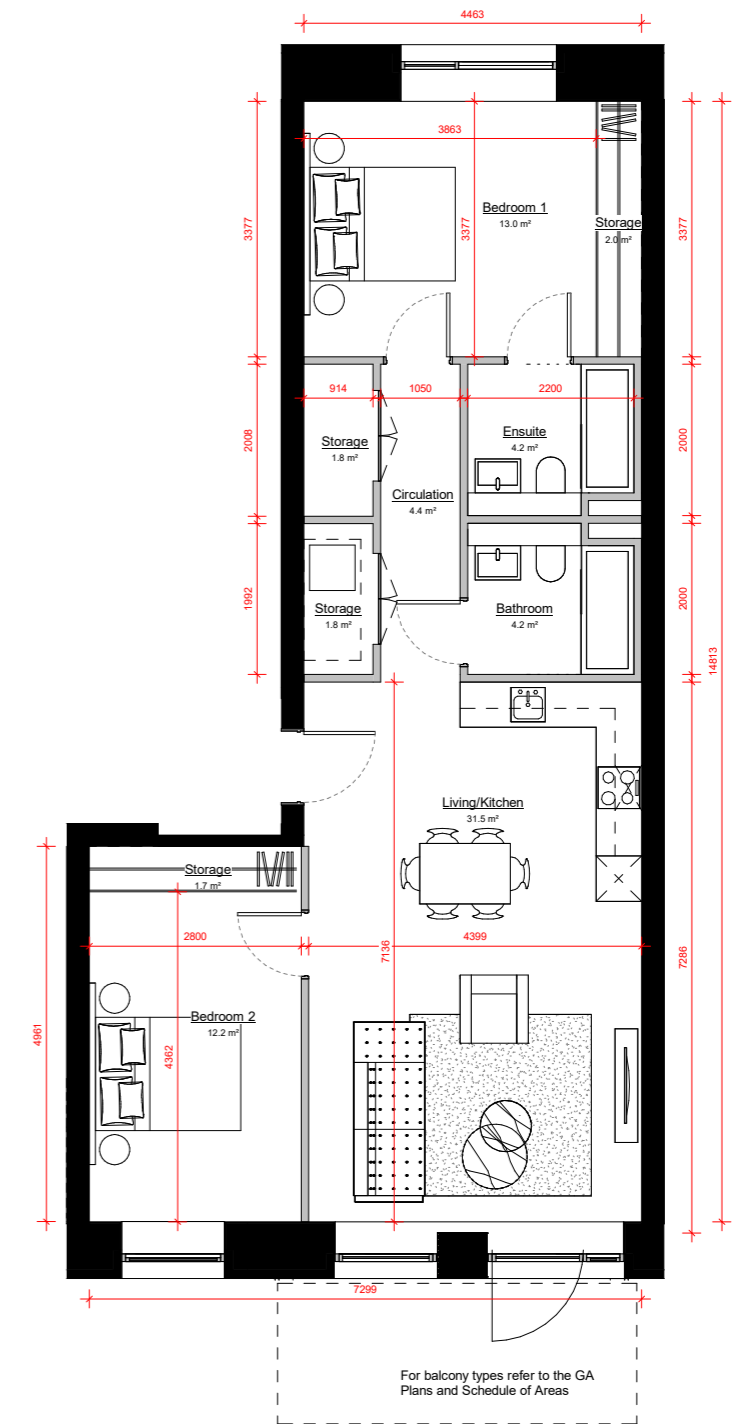 4463
3863
Bedroom 1
13.0 m²
Storage
2.0 m²
3377
3377
3377
914
1050
2200
Storage
1.8 m²
Ensuite
4.2 m²
Circulation
4.4 m²
2008
2000
Storage
1.8 m²
Bathroom
4.2 m²
1992
2000
14813
Living/Kitchen
31.5 m²
Storage
1.7 m²
2800
4399
7136
7286
Bedroom 2
12.2 m²
4961
4362
7299
For balcony types refer to the GA
Plans and Schedule of Areas